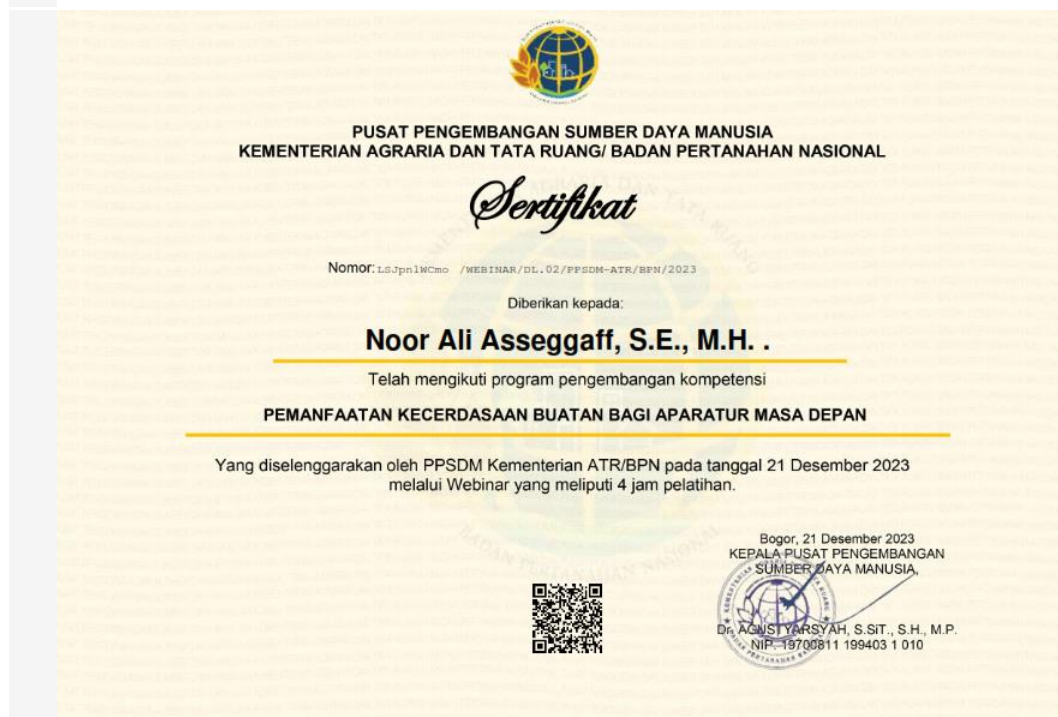 PUSAT PENGEMBANGAN SUMBER DAYA MANUSIA
KEMENTERIAN AGRARIA DAN TATA RUANG/ BADAN PERTANAHAN NASIONAL
Sertifikat
Nomor: LSJpn1WCmo /WEBINAR/DL.02/PPSDM-ATR/BPN/2023
Diberikan kepada:
Noor Ali Asseggaff, S.E., M.H. .
Telah mengikuti program pengembangan kompetensi
PEMANFAATAN KECERDASAAN BUATAN BAGI APARATUR MASA DEPAN
Yang diselenggarakan oleh PPSDM Kementerian ATR/BPN pada tanggal 21 Desember 2023
melalui Webinar yang meliputi 4 jam pelatihan.
Bogor, 21 Desember 2023
KEPALA PUSAT PENGEMBANGAN
SUMBER DAYA MANUSIA,
Dr. AGUSTYARSYAH, S.SiT., S.H., M.P.
NIP. 19700811 199403 1 010